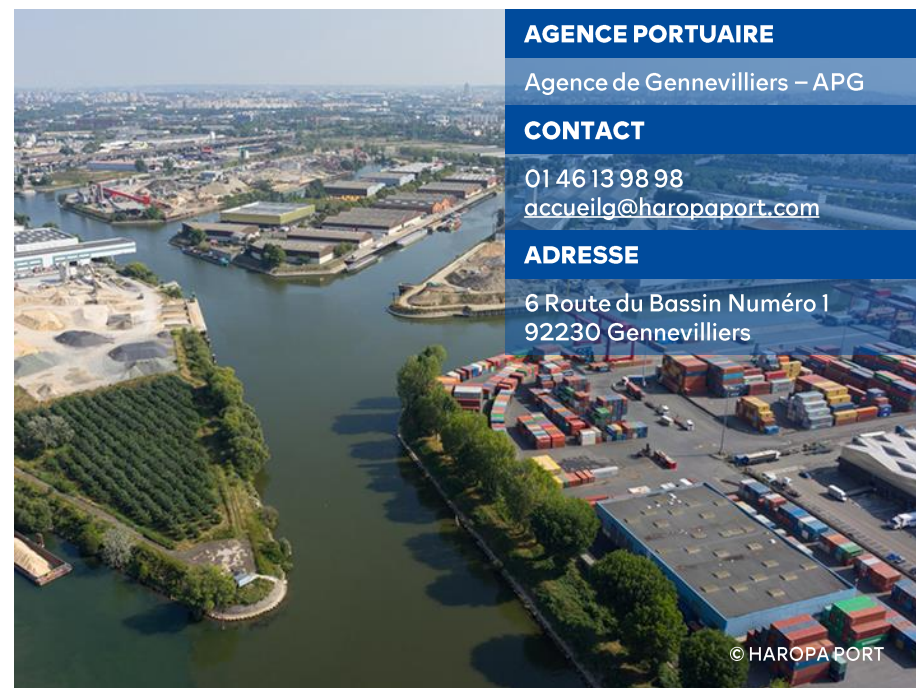 AGENCE PORTUAIRE
Agence de Gennevilliers – APG
CONTACT
01 46 13 98 98
accueilg@haropaport.com
ADRESSE
6 Route du Bassin Numéro 1
92230 Gennevilliers
© HAROPA PORT